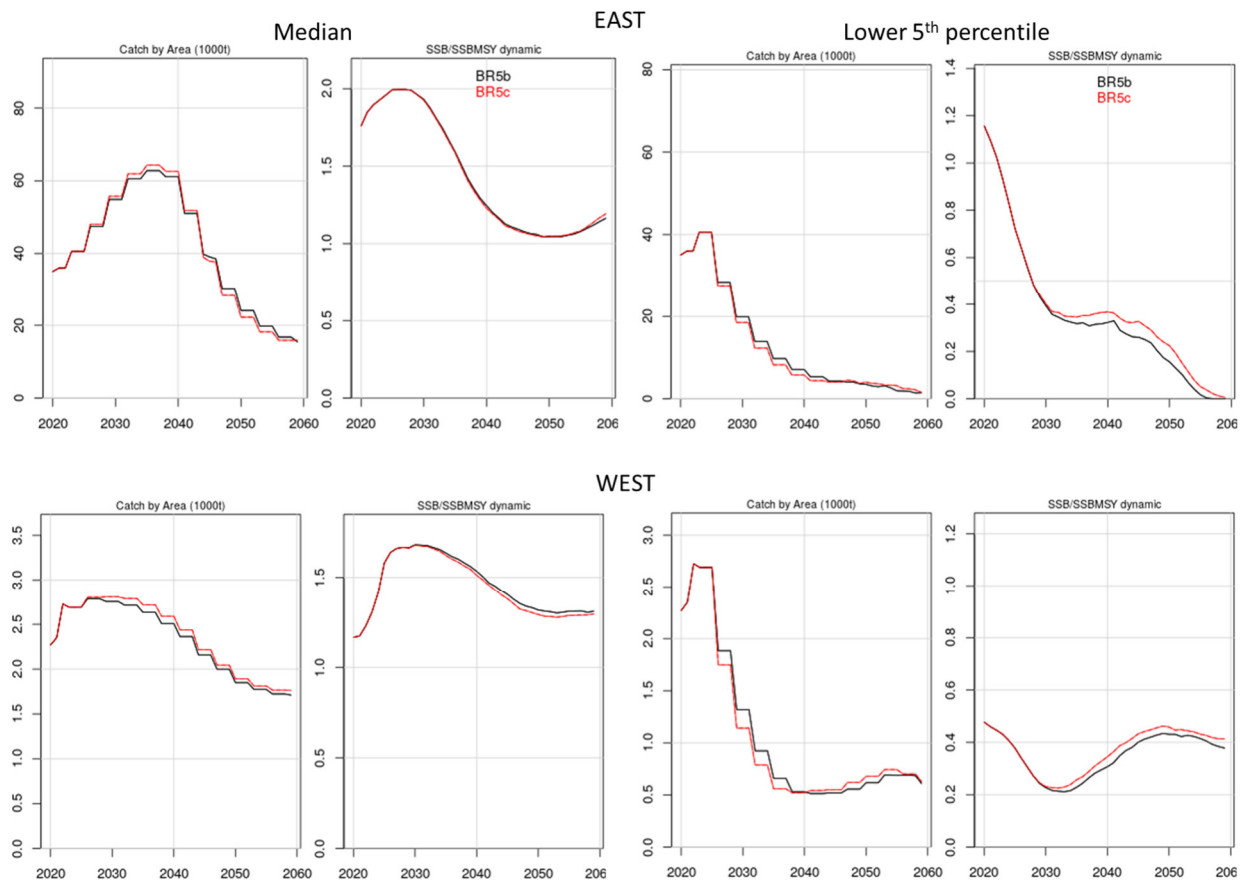 EAST
Median
Lower 5th percentile
Catch by Area (1000t)
SSB/SSBMSY dynamic
Catch by Area (1000t)
SSB/SSBMSY dynamic
BR5b
BR5c
BR5b
BR5c
0 20 40 60 80
0.0 0.5 1.0 1.5 2.0
0 20 40 60 80
0.0 0.2 0.4 0.6 0.8 1.0 1.2 1.4
2020 2030 2040 2050 2060
2020 2030 2040 2050 206
2020 2030 2040 2050 2060
2020 2030 2040 2050 206
WEST
Catch by Area (1000t)
SSB/SSBMSY dynamic
Catch by Area (1000t)
SSB/SSBMSY dynamic
0.0 0.5 1.0 1.5 2.0 2.5 3.0 3.5
0.0 0.5 1.0 1.5
0.0 0.5 1.0 1.5 2.0 2.5 3.0
0.0 0.2 0.4 0.6 0.8 1.0 1.2
2020 2030 2040 2050 2060
2020 2030 2040 2050 206
2020 2030 2040 2050 2060
2020 2030 2040 2050 206